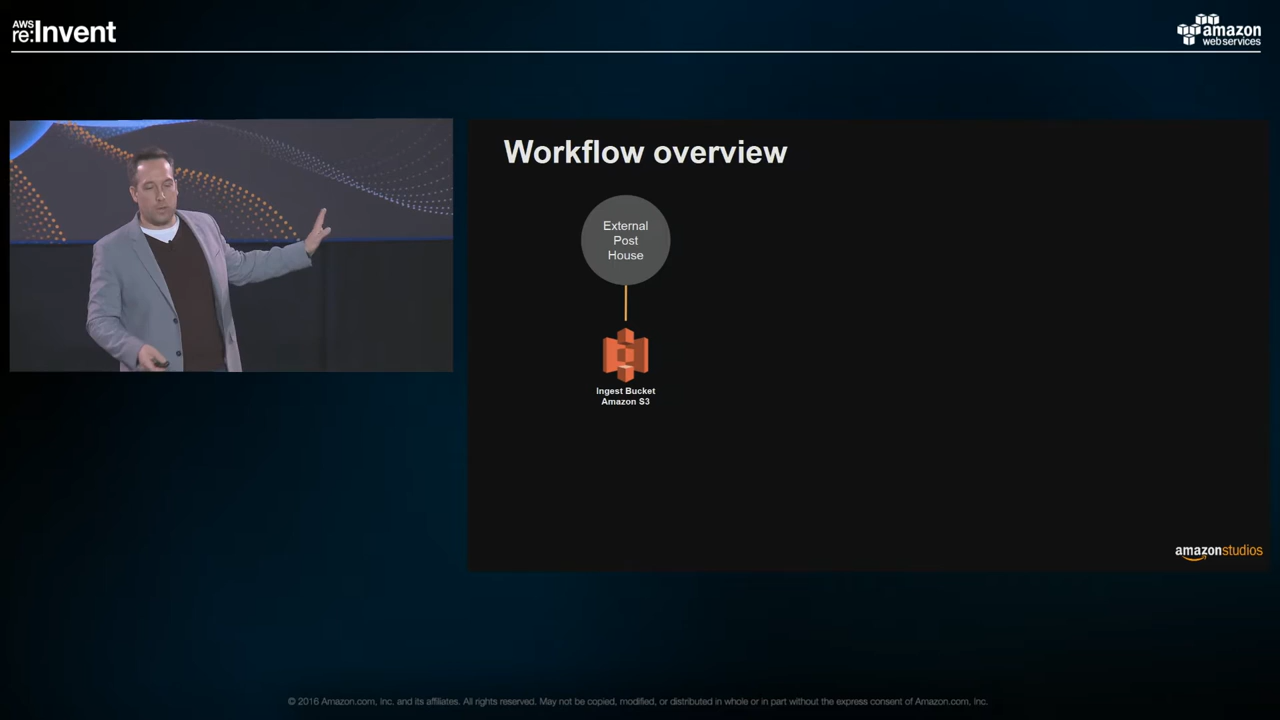 AWS
re:Invent
amazon
web services
Workflow overview
External
Post
House
Ingest Bucket
Amazon S3
amazonstudios
© 2016 Amazon.com, Inc. and its affiliates. All rights reserved. May not be copied, modified, or distributed in whole or in part without the express consent of Amazon.com, Inc.